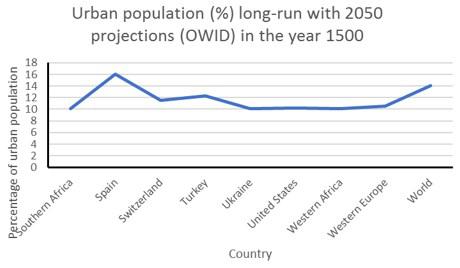 Urban population (%) long-run with 2050
projections (OWID) in the year 1500
Percentage of urban population
18
16
14
12
10
8
6
4
2
0
Southern Africa
Spain
Switzerland
Turkey
Ukraine
United States
Western Africa
Western Europe
World
Country